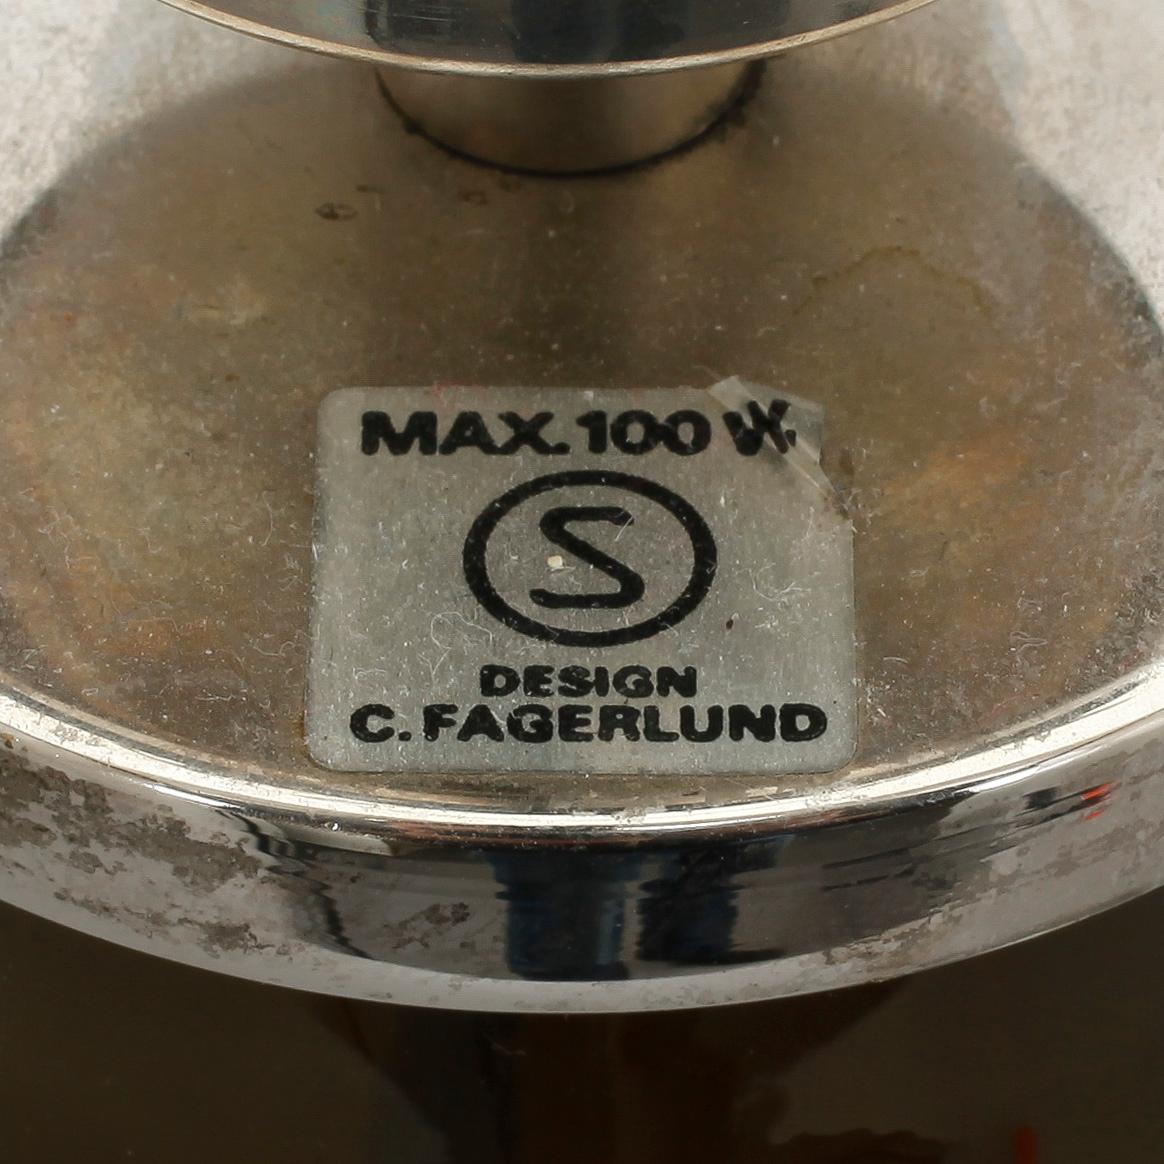 MAX. 100 W.
S
DESIGN
C. FAGERLUND